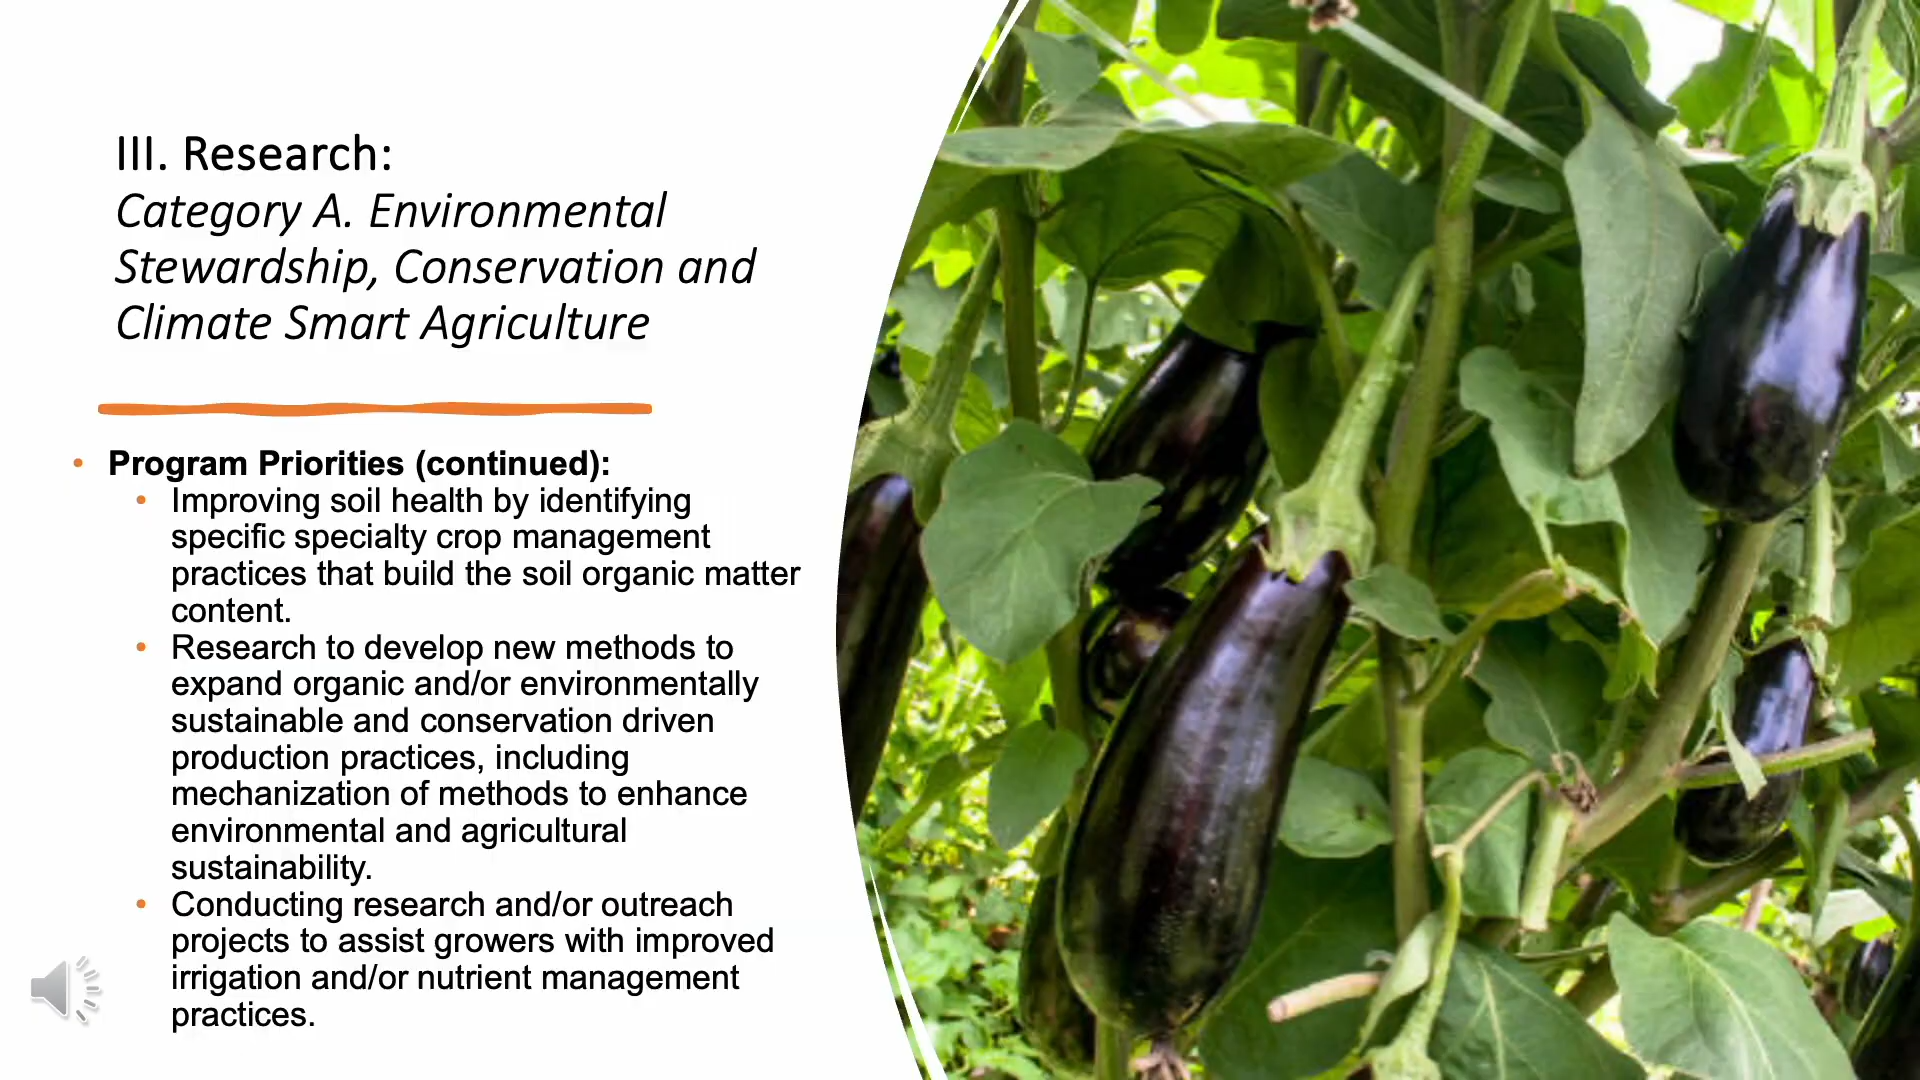 III. Research:
Category A. Environmental
Stewardship, Conservation and
Climate Smart Agriculture
• Program Priorities (continued):
• Improving soil health by identifying
specific specialty crop management
practices that build the soil organic matter
content.
• Research to develop new methods to
expand organic and/or environmentally
sustainable and conservation driven
production practices, including
mechanization of methods to enhance
environmental and agricultural
sustainability.
• Conducting research and/or outreach
projects to assist growers with improved
irrigation and/or nutrient management
practices.